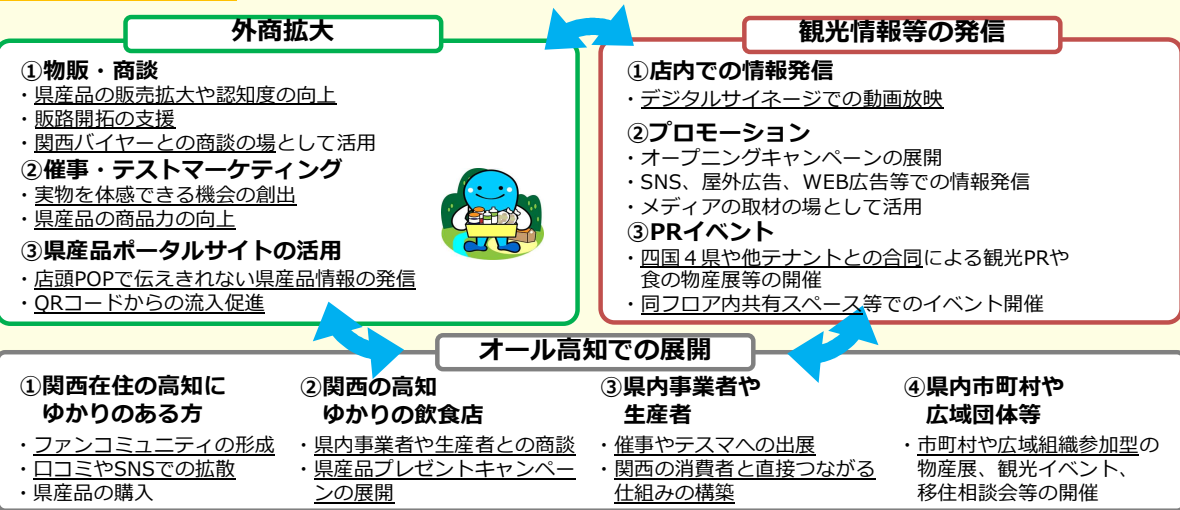 外商拡大
①物販・商談
・県産品の販売拡大や認知度の向上
・販路開拓の支援
・関西バイヤーとの商談の場として活用
②催事・テストマーケティング
・実物を体感できる機会の創出
・県産品の商品力の向上
③県産品ポータルサイトの活用
・店頭POPで伝えきれない県産品情報の発信
・QRコードからの流入促進
観光情報等の発信
①店内での情報発信
・デジタルサイネージでの動画放映
②プロモーション
・オープニングキャンペーンの展開
・SNS、屋外広告、WEB広告等での情報発信
・メディアの取材の場として活用
③PRイベント
・四国４県や他テナントとの合同による観光PRや
食の物産展等の開催
・同フロア内共有スペース等でのイベント開催
オール高知での展開
①関西在住の高知に
ゆかりのある方
・ファンコミュニティの形成
・口コミやSNSでの拡散
・県産品の購入
②関西の高知
ゆかりの飲食店
・県内事業者や生産者との商談
・県産品プレゼントキャンペー
ンの展開
③県内事業者や
生産者
・催事やテスマへの出展
・関西の消費者と直接つながる
仕組みの構築
④県内市町村や
広域団体等
・市町村や広域組織参加型の
物産展、観光イベント、
移住相談会等の開催